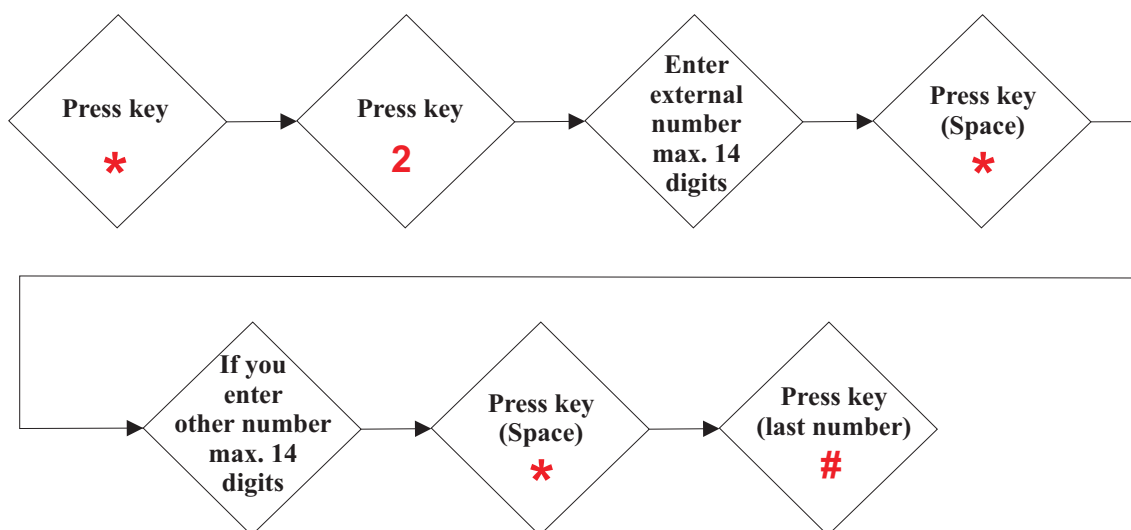 Press key
*
Press key
2
Enter
external
number
max. 14
digits
Press key
(Space)
*
If you
enter
other number
max. 14
digits
Press key
(Space)
*
Press key
(last number)
#